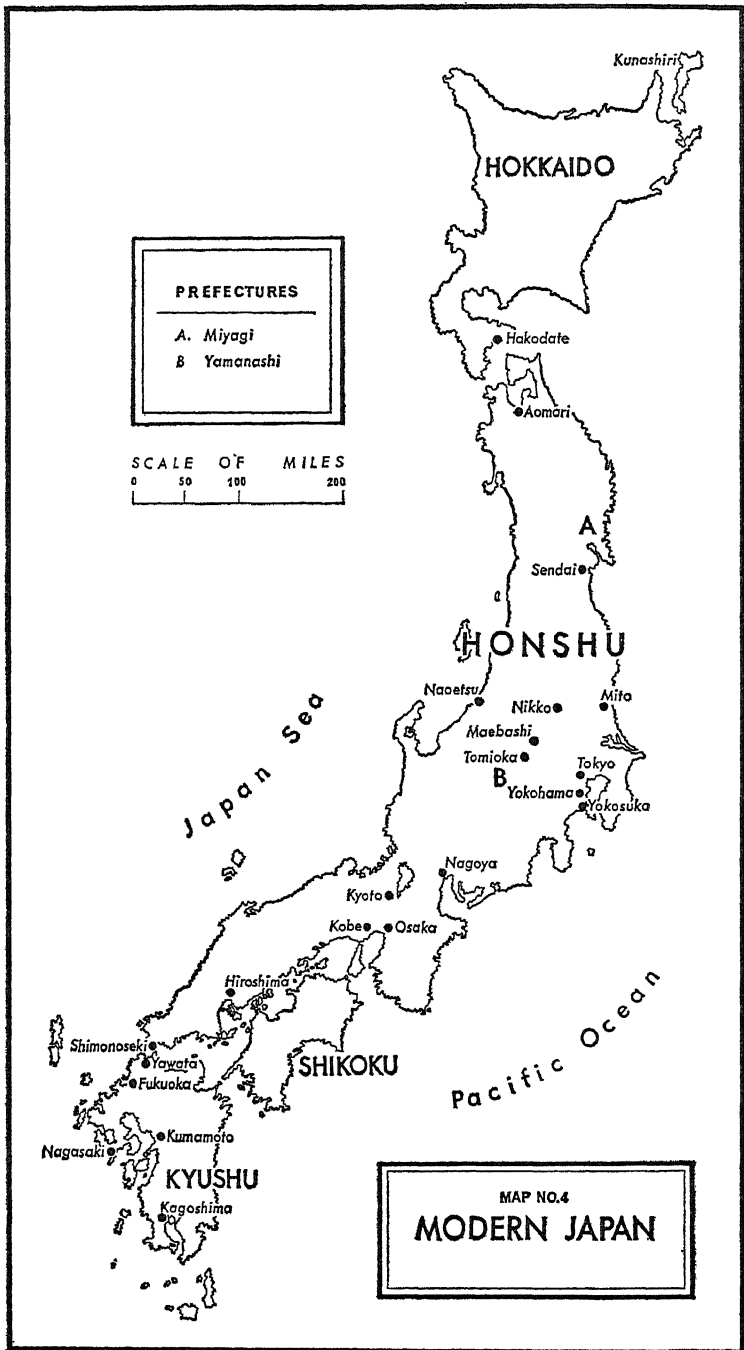 Kunashiri
HOKKAIDO
PREFECTURES
A. Miyagi
B Yamanashi
Hakodate
Aomari
SCALE OF MILES
0 50 100 200
A
Sendai
HONSHU
Naoetsu
Nikko
Mito
Maebashi
Tomioka
B
Tokyo
Yokohama
Yokosuka
Japan Sea
Nagoya
Kyoto
Kobe
Osaka
Hiroshima
Pacific Ocean
Shimonoseki
Yawata
SHIKOKU
Fukuoka
Kumamoto
Nagasaki
KYUSHU
Kagoshima
MAP NO.4
MODERN JAPAN